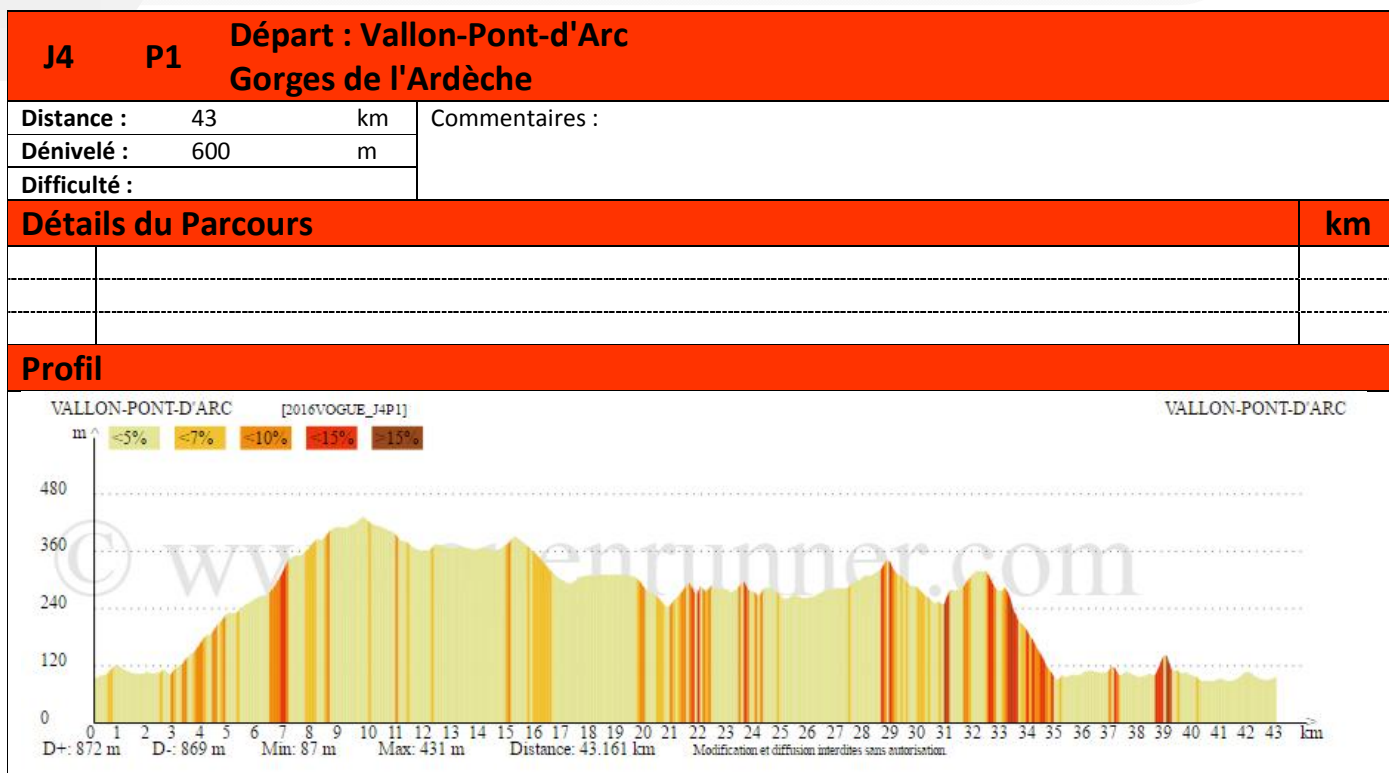 J4 P1 Départ : Vallon-Pont-d'Arc
Gorges de l'Ardèche
Distance : 43 km Commentaires :
Dénivelé : 600 m
Difficulté :
Détails du Parcours km
Profil
VALLON-PONT-D'ARC [2016VOGUE_J4P1] VALLON-PONT-D'ARC
m <5% <7% <10% <15% >15%
480
360
© www. .com
240
120
0
0 1 2 3 4 5 6 7 8 9 10 11 12 13 14 15 16 17 18 19 20 21 22 23 24 25 26 27 28 29 30 31 32 33 34 35 36 37 38 39 40 41 42 43 km
D+: 872 m D-: 869 m Min: 87 m Max: 431 m Distance: 43.161 km Modification et diffusion interdites sans autorisation.